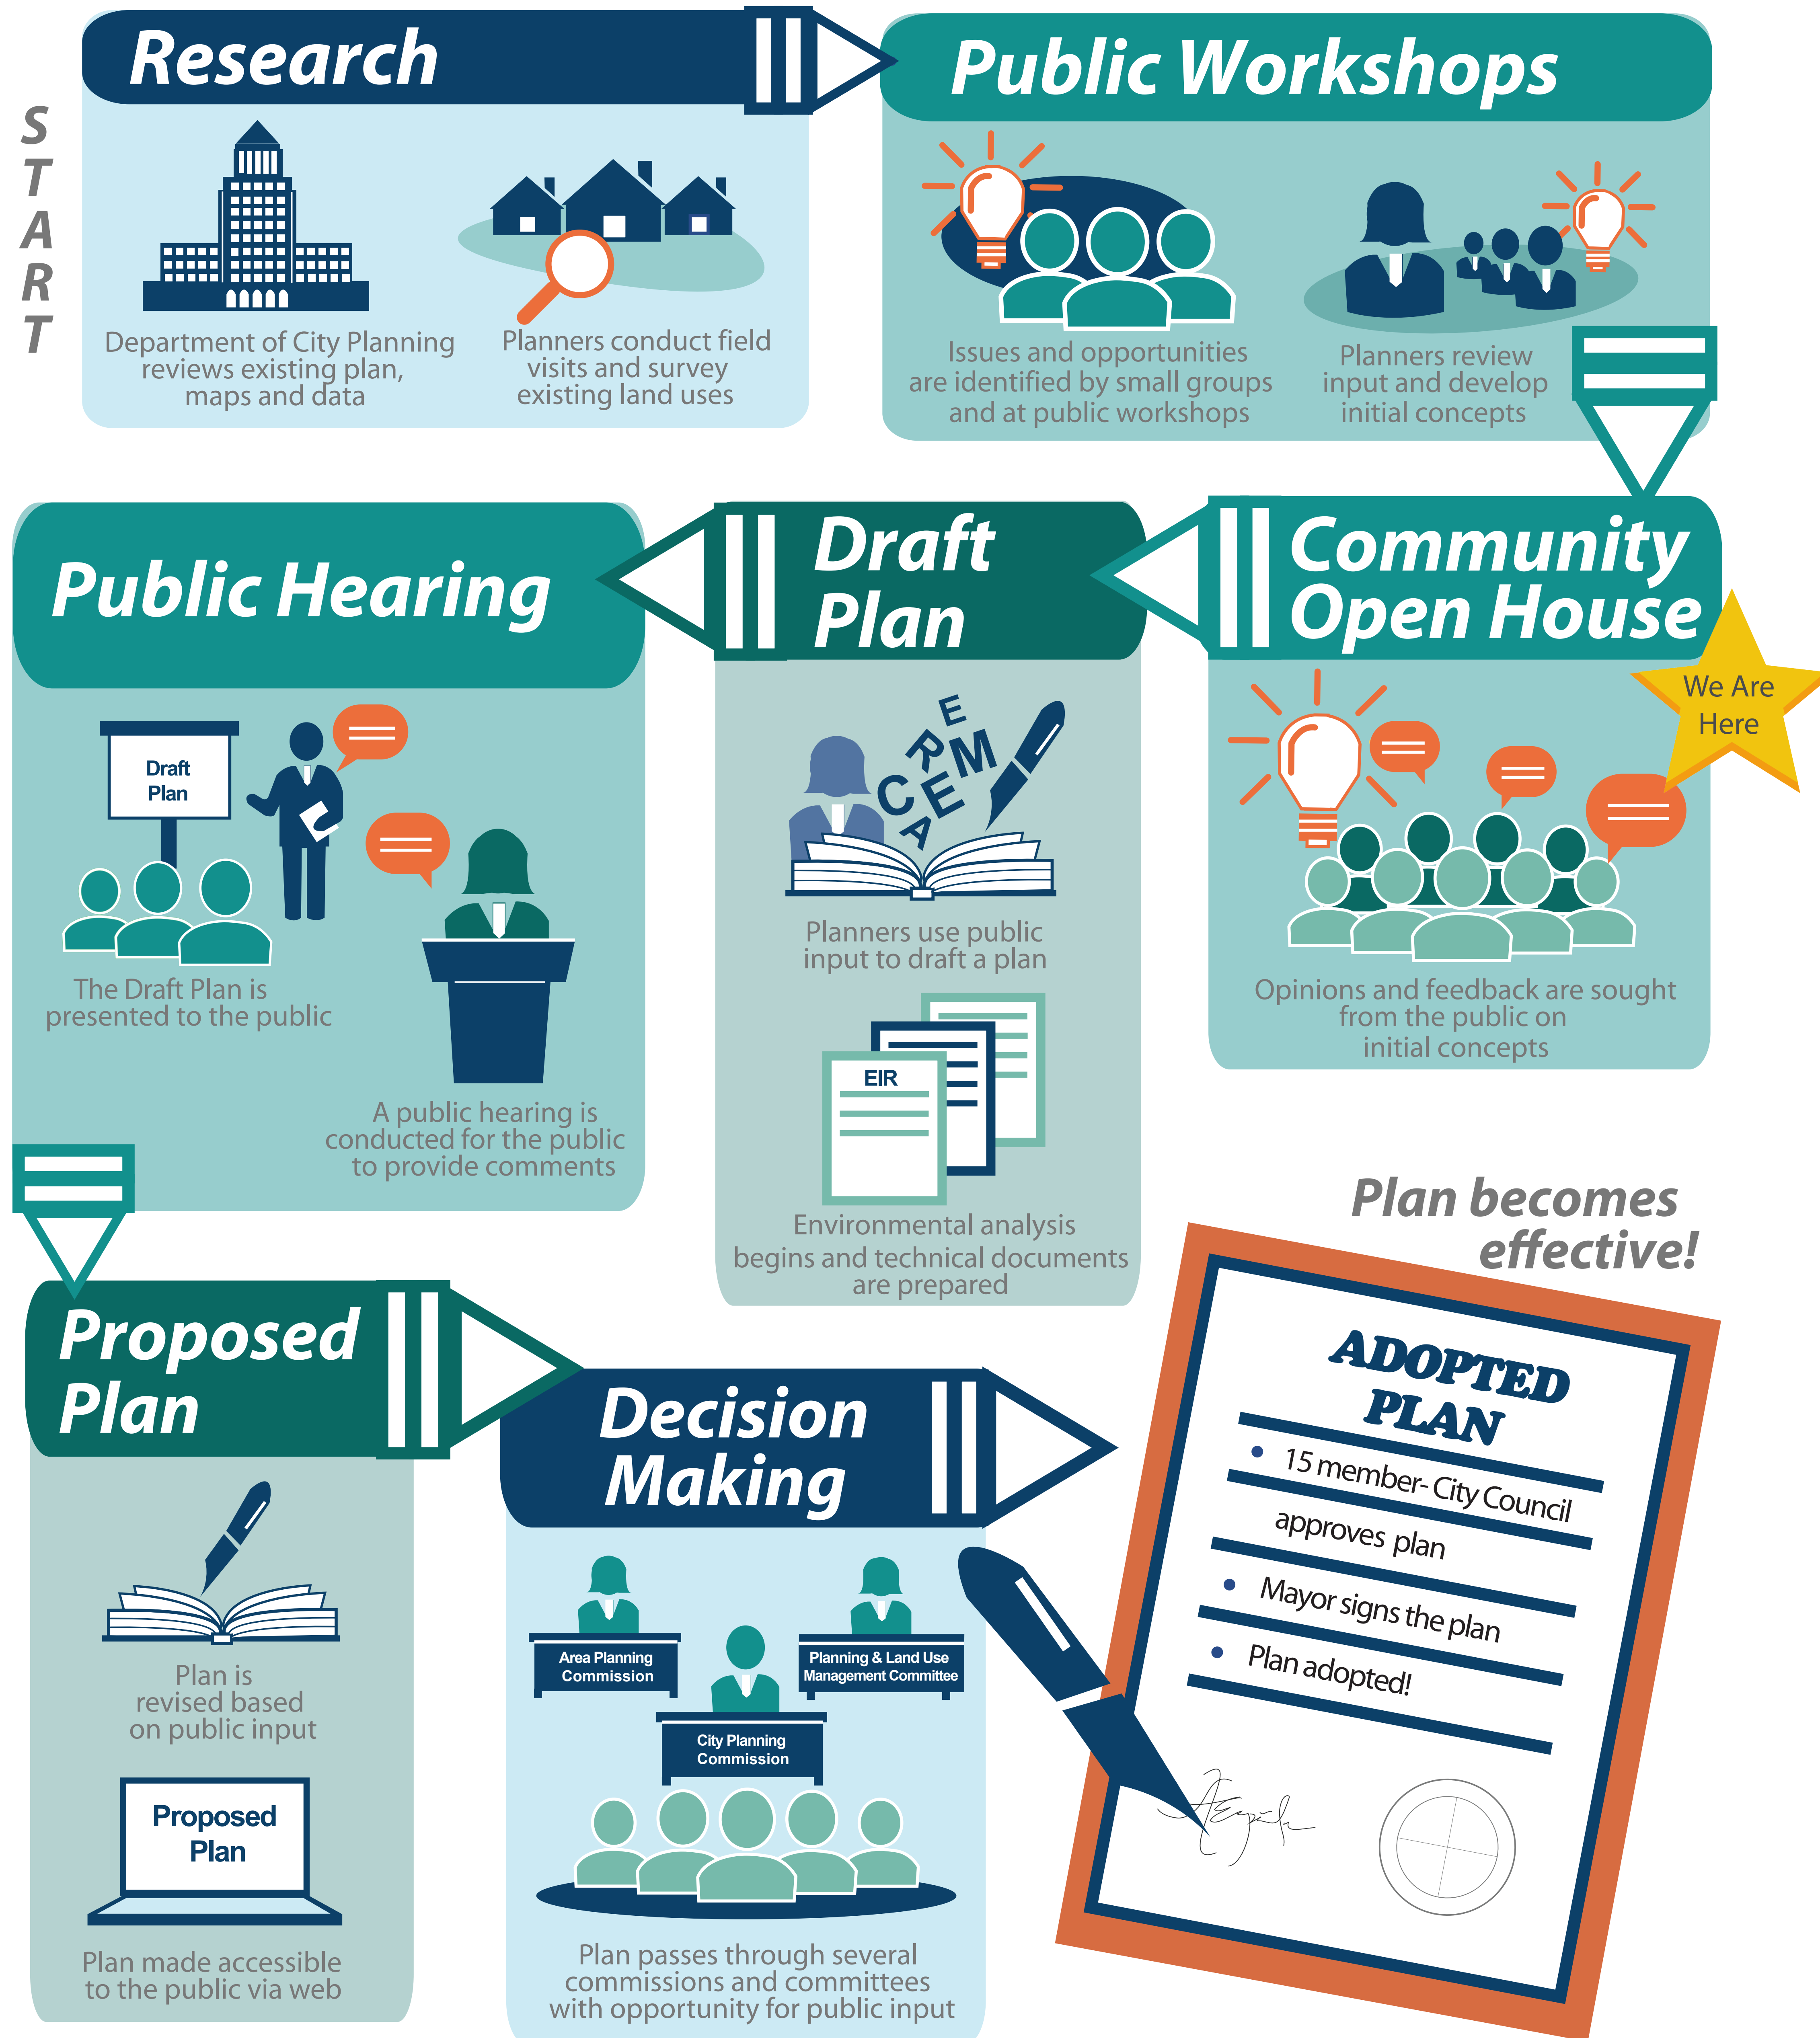 START
Research
Department of City Planning
reviews existing plan,
maps and data
Planners conduct field
visits and survey
existing land uses
Public Workshops
Issues and opportunities
are identified by small groups
and at public workshops
Planners review
input and develop
initial concepts
Community
Open House
We Are
Here
Opinions and feedback are sought
from the public on
initial concepts
Draft
Plan
E
R
M
C
E
A
Planners use public
input to draft a plan
EIR
Environmental analysis
begins and technical documents
are prepared
Public Hearing
Draft
Plan
The Draft Plan is
presented to the public
A public hearing is
conducted for the public
to provide comments
Proposed
Plan
Plan is
revised based
on public input
Proposed
Plan
Plan made accessible
to the public via web
Decision
Making
Area Planning
Commission
Planning & Land Use
Management Committee
City Planning
Commission
Plan passes through several
commissions and committees
with opportunity for public input
Plan becomes
effective!
ADOPTED
PLAN
• 15 member- City Council
approves plan
• Mayor signs the plan
• Plan adopted!